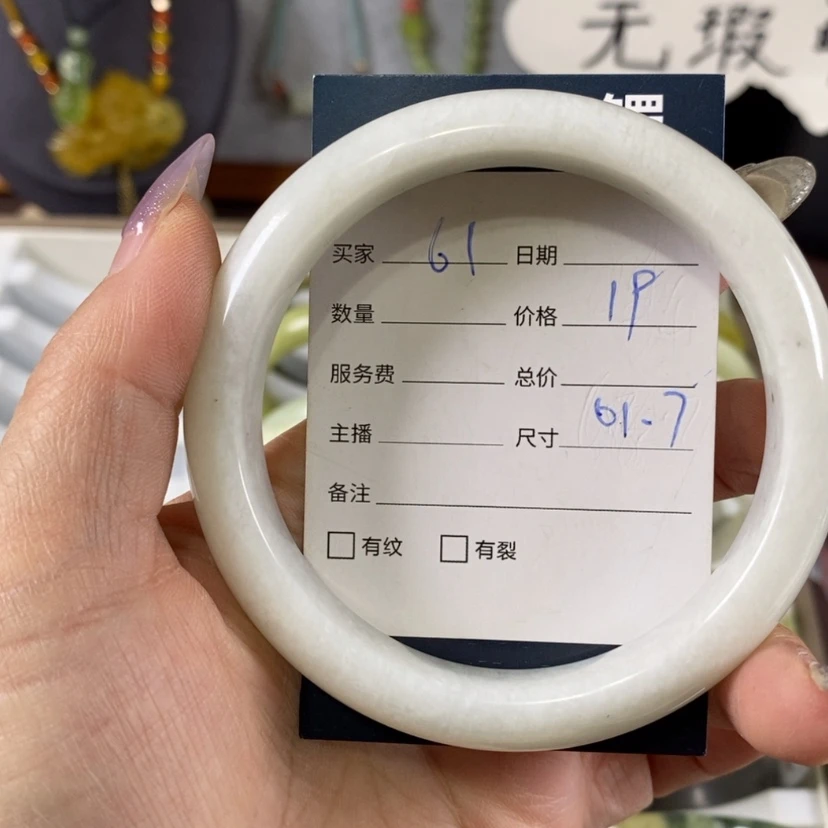 无瑕
买家 61 日期
数量 价格 1P
服务费 总价
主播 尺寸 61.7
备注
有纹 有裂